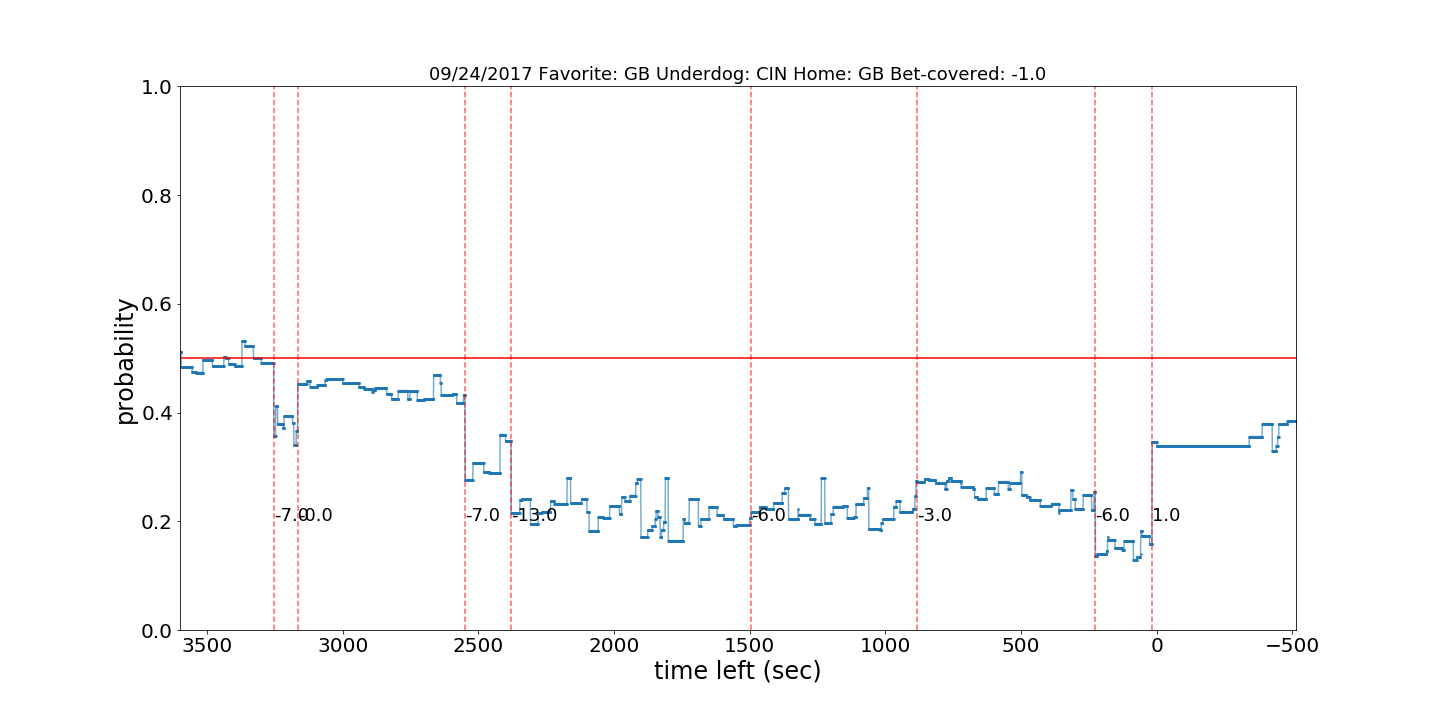 09/24/2017 Favorite: GB Underdog: CIN Home: GB Bet-covered: -1.0
1.0
0.8
0.6
0.4
0.2
0.0
probability
-7.0 0.0 -7.0 -13.0 -6.0 -3.0 -6.0 1.0
3500 3000 2500 2000 1500 1000 500 0 −500
time left (sec)